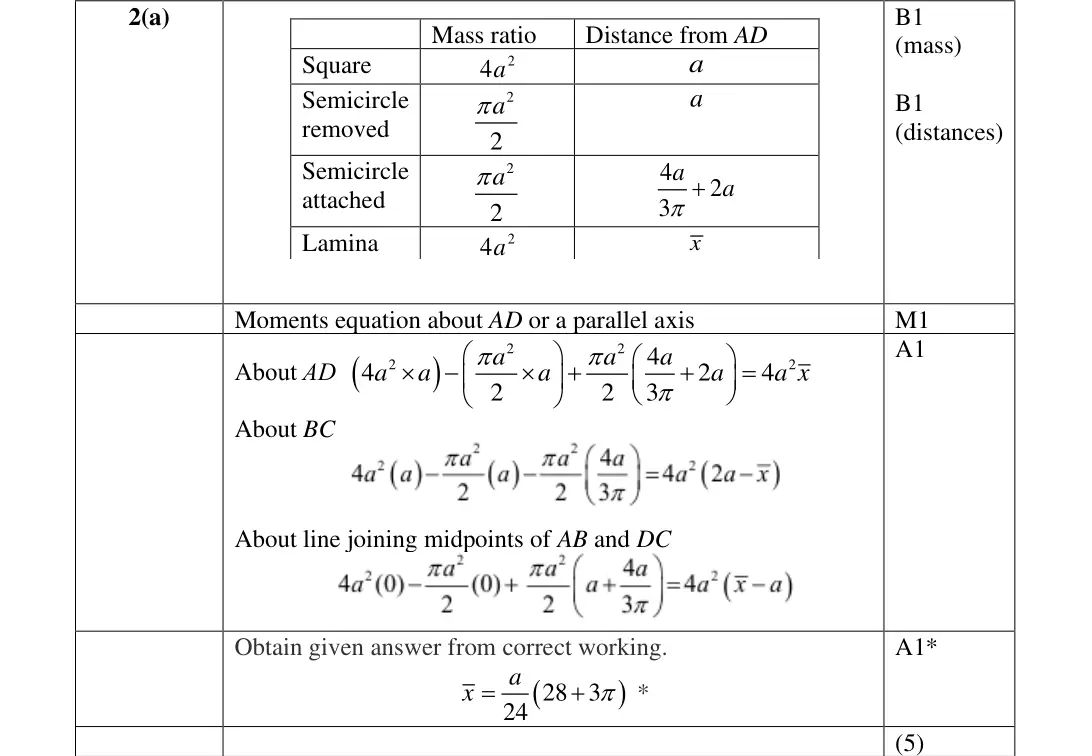 2(a)
Mass ratio Distance from AD
Square 4a² a
Semicircle removed πa²/2 a
Semicircle attached πa²/2 4a/3π + 2a
Lamina 4a² x̄
B1
(mass)
B1
(distances)
Moments equation about AD or a parallel axis M1
About AD (4a² × a) − (πa²/2 × a) + πa²/2 (4a/3π + 2a) = 4a²x̄ A1
About BC
4a²(a) − πa²/2 (a) − πa²/2 (4a/3π) = 4a²(2a − x̄)
About line joining midpoints of AB and DC
4a²(0) − πa²/2 (0) + πa²/2 (a + 4a/3π) = 4a²(x̄ − a)
Obtain given answer from correct working. A1*
x̄ = a/24 (28 + 3π) *
(5)